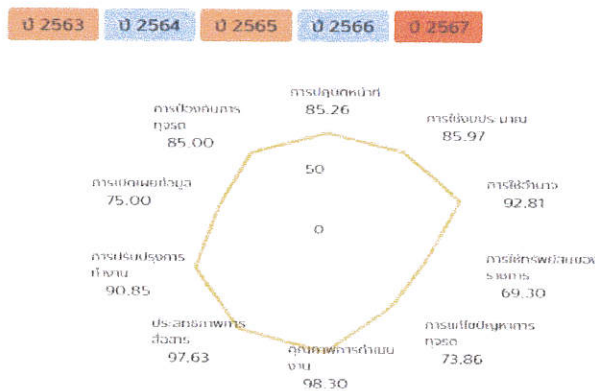 ปี 2563 ปี 2564 ปี 2565 ปี 2566 ปี 2567
การปฏิบัติหน้าที่
85.26
การป้องกันการ
ทุจริต
85.00
การใช้งบประมาณ
85.97
50
การเปิดเผยข้อมูล
75.00
การใช้อำนาจ
92.81
0
การปรับปรุงการ
ทำงาน
90.85
การใช้ทรัพย์สินของ
ราชการ
69.30
ประสิทธิภาพการ
สื่อสาร
97.63
คุณภาพการดำเนิน
งาน
98.30
การแก้ไขปัญหาการ
ทุจริต
73.86